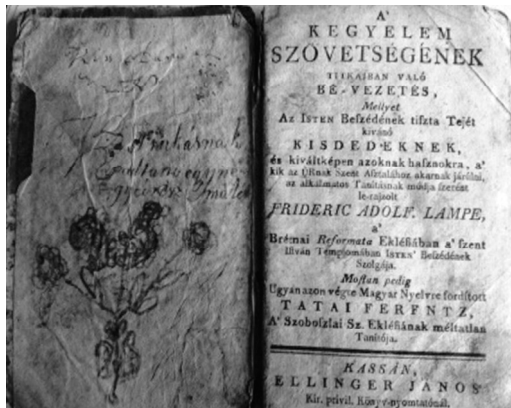 A'
KEGYELEM
SZÖVETSÉGÉNEK
TITKAIBAN VALÓ
BÉ-VEZETÉS,
Mellyet
Az ISTEN Beſzédének tiſzta Tejét
kivánó
KISDEDEKNEK,
és kiváltképen azoknak haſznokra, a'
kik az ÚRnak Szent Aſztalához akarnak járúlni,
az alkalmatos Tanításnak módja ſzerént
le-rajzolt
FRIDERIC ADOLF. LAMPE,
a'
Brémai Reformata Ekléſiában a' ſzent
Iſtván Templomában ISTEN' Beſzédének
Szolgája.
Moſtan pedig
Ugyan azon végre Magyar Nyelvre fordított
TATAI FERENTZ,
A' Szoboſzlai Sz. Ekléſiának méltatlan
Tanítója.
KASSÁN,
ELLINGER JÁNOS
Kir. privil. Könyv-nyomtatónál.